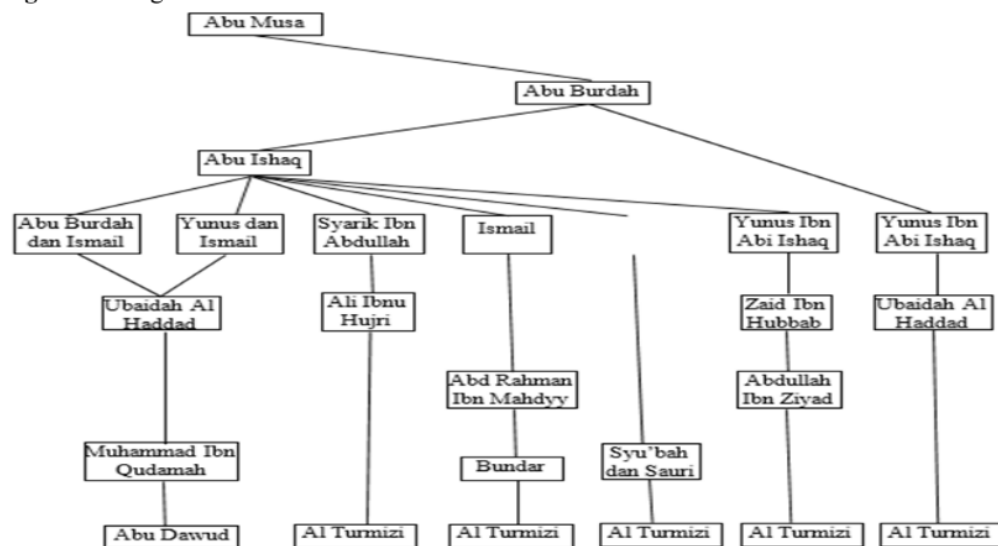 Abu Musa
Abu Burdah
Abu Ishaq
Abu Burdah
dan Ismail
Yunus dan
Ismail
Syarik Ibn
Abdullah
Ismail
Yunus Ibn
Abi Ishaq
Yunus Ibn
Abi Ishaq
Ubaidah Al
Haddad
Ali Ibnu
Hujri
Zaid Ibn
Hubbab
Ubaidah Al
Haddad
Abd Rahman
Ibn Mahdyy
Abdullah
Ibn Ziyad
Muhammad Ibn
Qudamah
Bundar
Syu'bah
dan Sauri
Abu Dawud
Al Turmizi
Al Turmizi
Al Turmizi
Al Turmizi
Al Turmizi